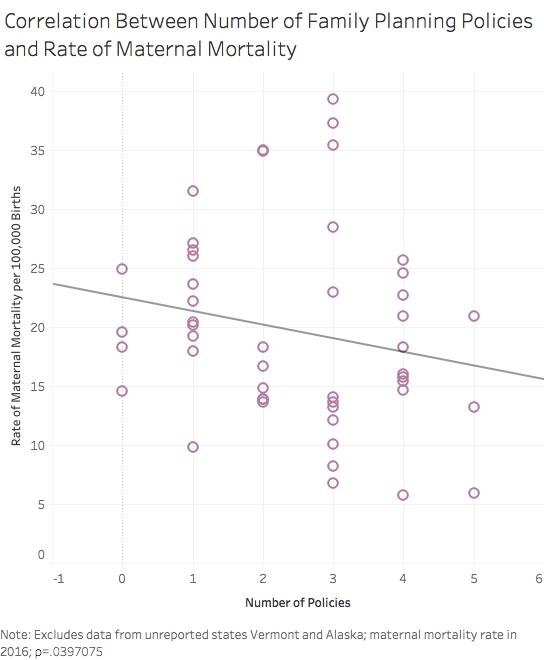 Correlation Between Number of Family Planning Policies
and Rate of Maternal Mortality
40
35
30
25
20
15
10
5
0
Rate of Maternal Mortality per 100,000 Births
-1 0 1 2 3 4 5 6
Number of Policies
Note: Excludes data from unreported states Vermont and Alaska; maternal mortality rate in
2016; p=.0397075